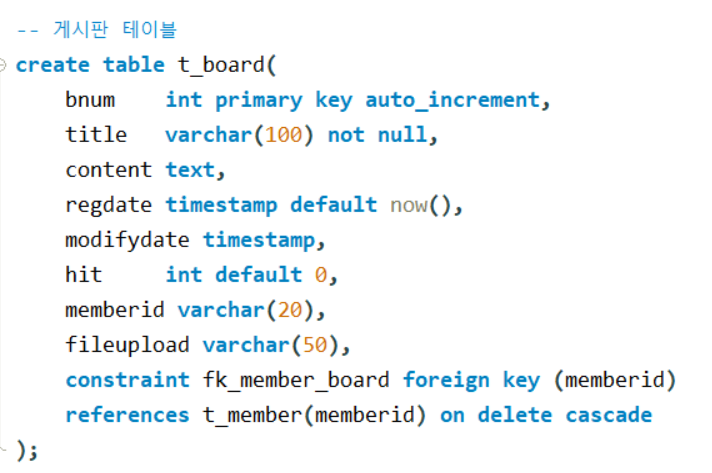 -- 게시판 테이블
create table t_board(
bnum int primary key auto_increment,
title varchar(100) not null,
content text,
regdate timestamp default now(),
modifydate timestamp,
hit int default 0,
memberid varchar(20),
fileupload varchar(50),
constraint fk_member_board foreign key (memberid)
references t_member(memberid) on delete cascade
);